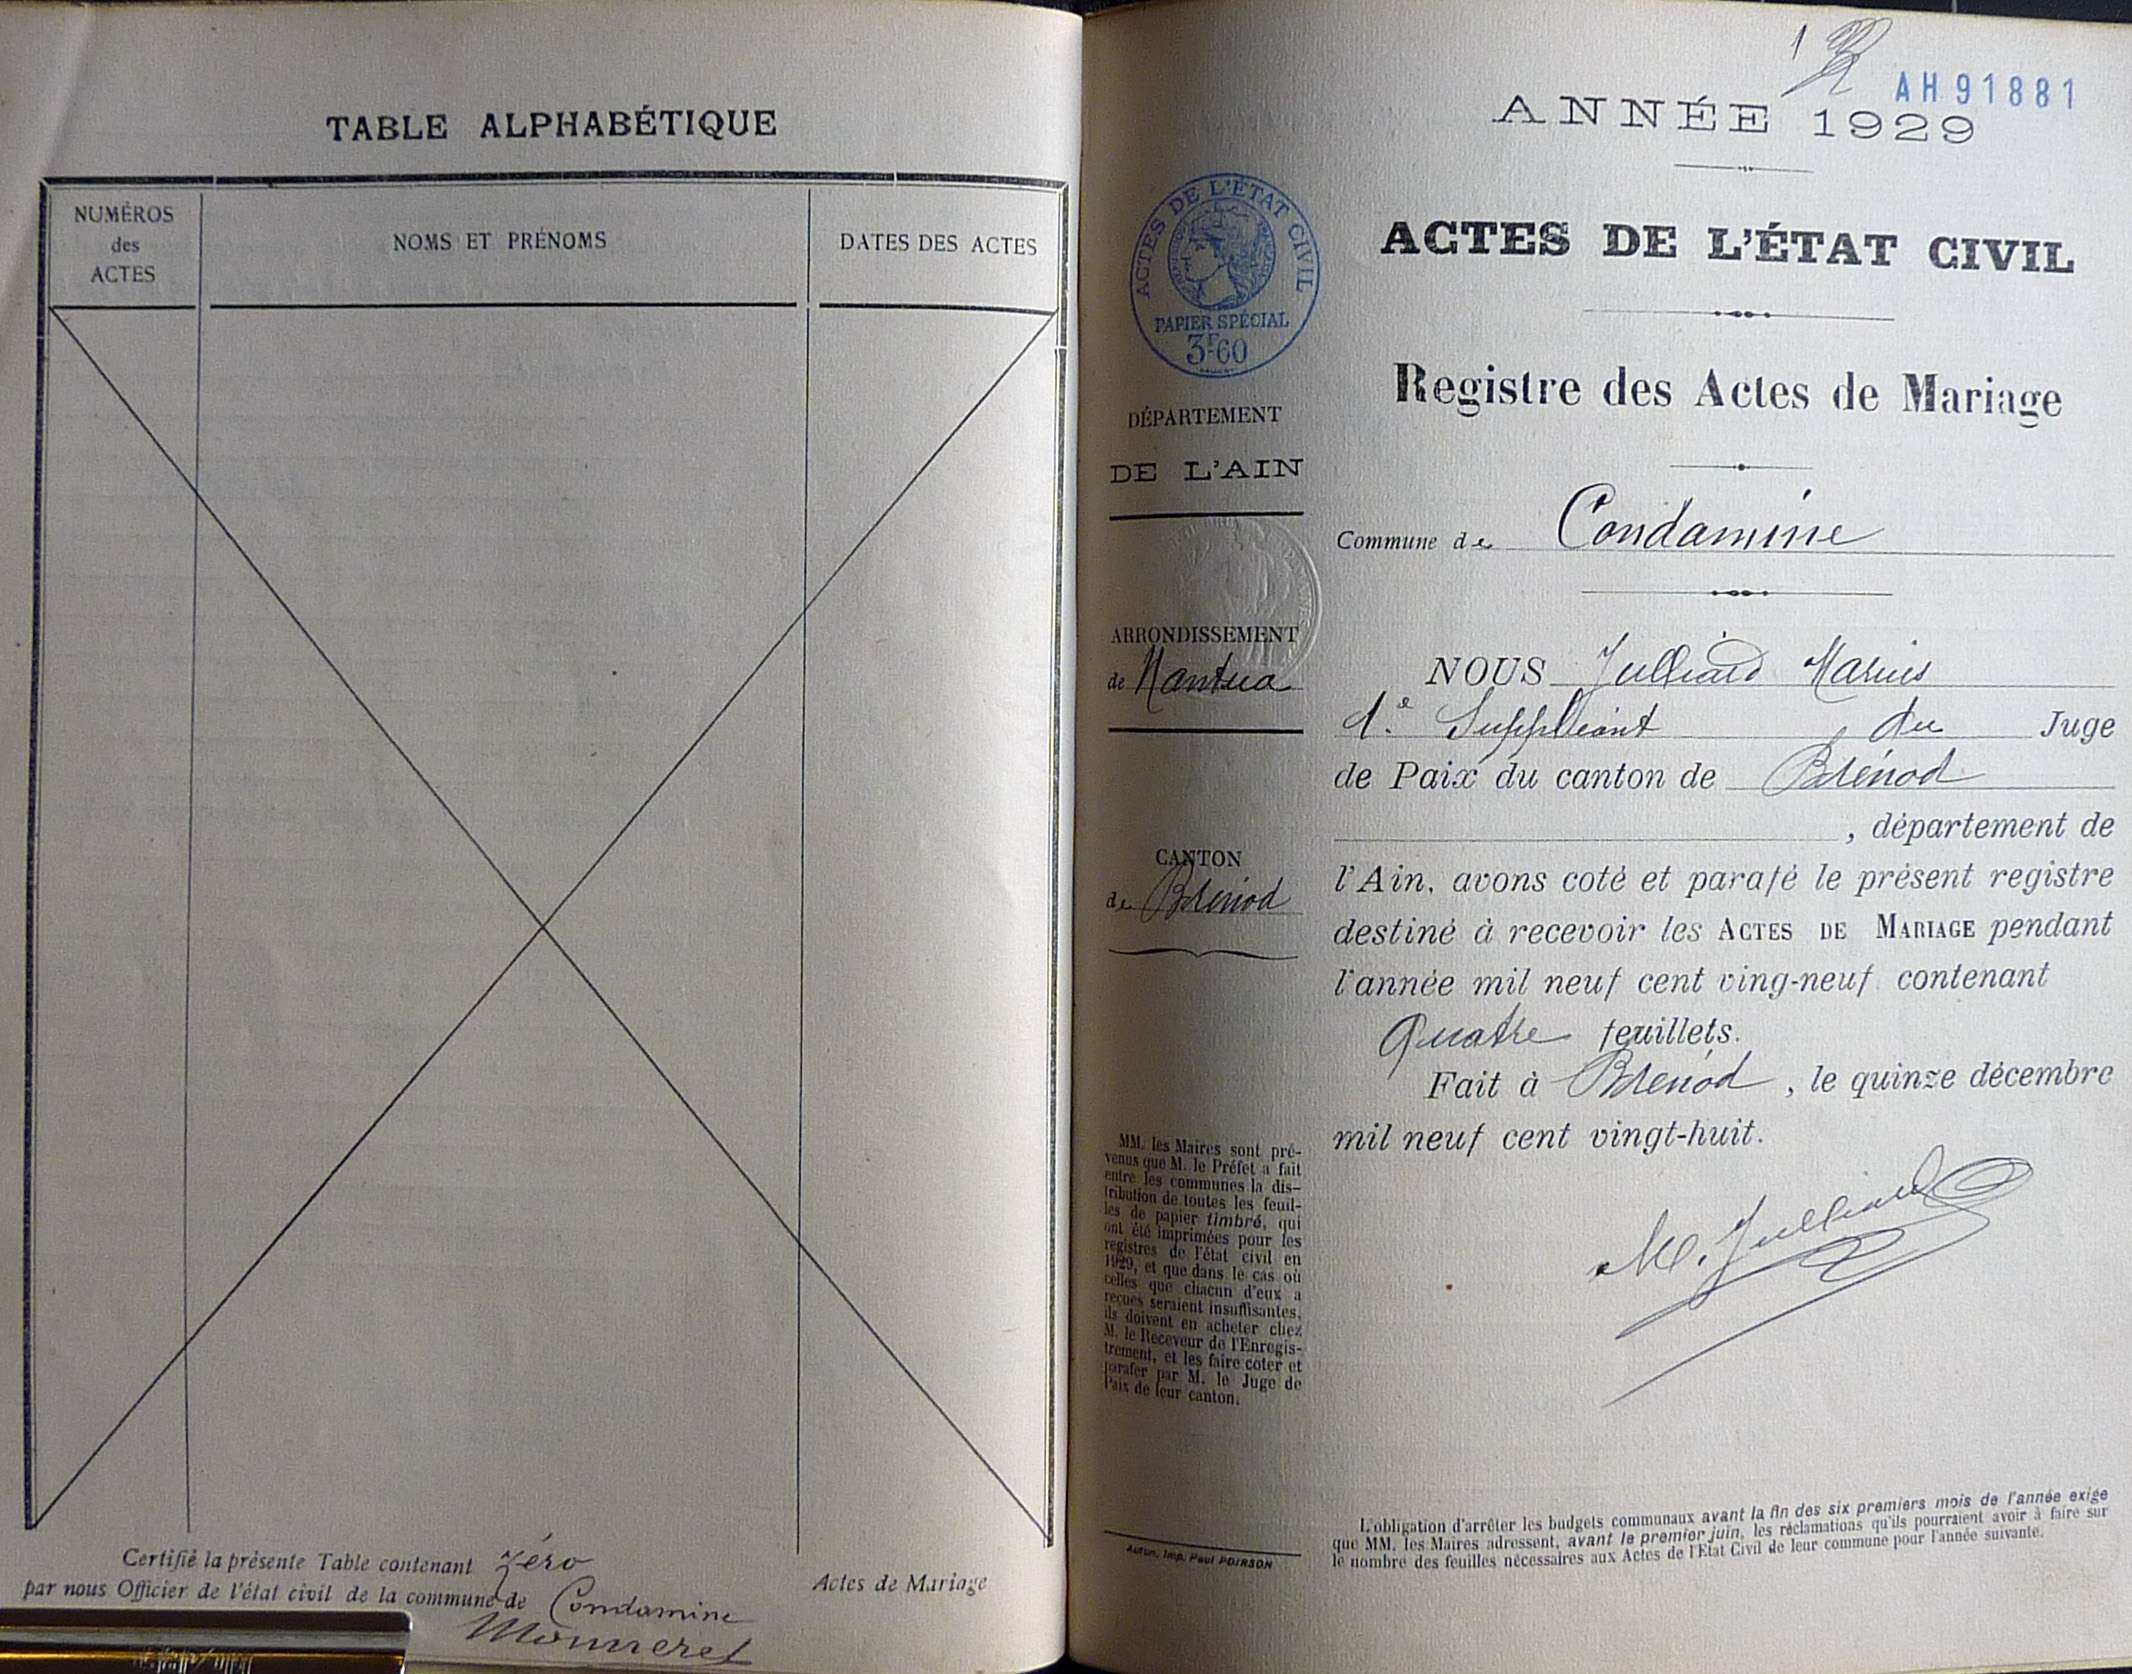 TABLE ALPHABÉTIQUE
NUMÉROS
des
ACTES
NOMS ET PRÉNOMS
DATES DES ACTES
Certifié la présente Table contenant Zéro
Actes de Mariage
par nous Officier de l'état civil de la commune de Condamine
Monneret
1
AH 91881
ANNÉE 1929
ACTES DE L'ÉTAT CIVIL
PAPIER SPÉCIAL
3F60
ACTES DE L'ÉTAT CIVIL
Registre des Actes de Mariage
DÉPARTEMENT
DE L'AIN
Commune de Condamine
ARRONDISSEMENT
de Nantua
CANTON
de Brénod
NOUS Julliard Marius
1e Suppléant du Juge
de Paix du canton de Brénod
, département de
l'Ain, avons coté et parafé le présent registre
destiné à recevoir les ACTES DE MARIAGE pendant
l'année mil neuf cent ving-neuf contenant
Quatre feuillets.
Fait à Brénod, le quinze décembre
mil neuf cent vingt-huit.
M. Julliard
MM. les Maires sont pré-
venus que M. le Préfet a fait
entre les communes la dis-
tribution de toutes les feuil-
les de papier timbré, qui
ont été imprimées pour les
registres de l'état civil en
1929, et que dans le cas où
celles que chacun d'eux a
reçues seraient insuffisantes,
ils doivent en acheter chez
M. le Receveur de l'Enregis-
trement, et les faire coter et
parafer par M. le Juge de
Paix de leur canton.
Autun, Imp. Paul POIRSON
L'obligation d'arrêter les budgets communaux avant la fin des six premiers mois de l'année exige
que MM. les Maires adressent, avant le premier juin, les réclamations qu'ils pourraient avoir à faire sur
le nombre des feuilles nécessaires aux Actes de l'Etat Civil de leur commune pour l'année suivante.